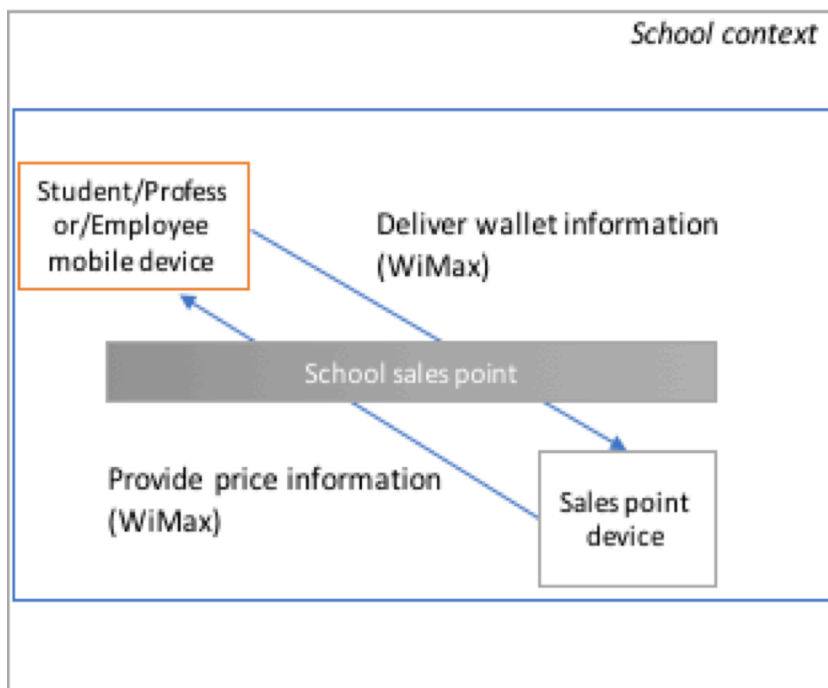 School context
Student/Profess
or/Employee
mobile device
Deliver wallet information
(WiMax)
School sales point
Provide price information
(WiMax)
Sales point
device